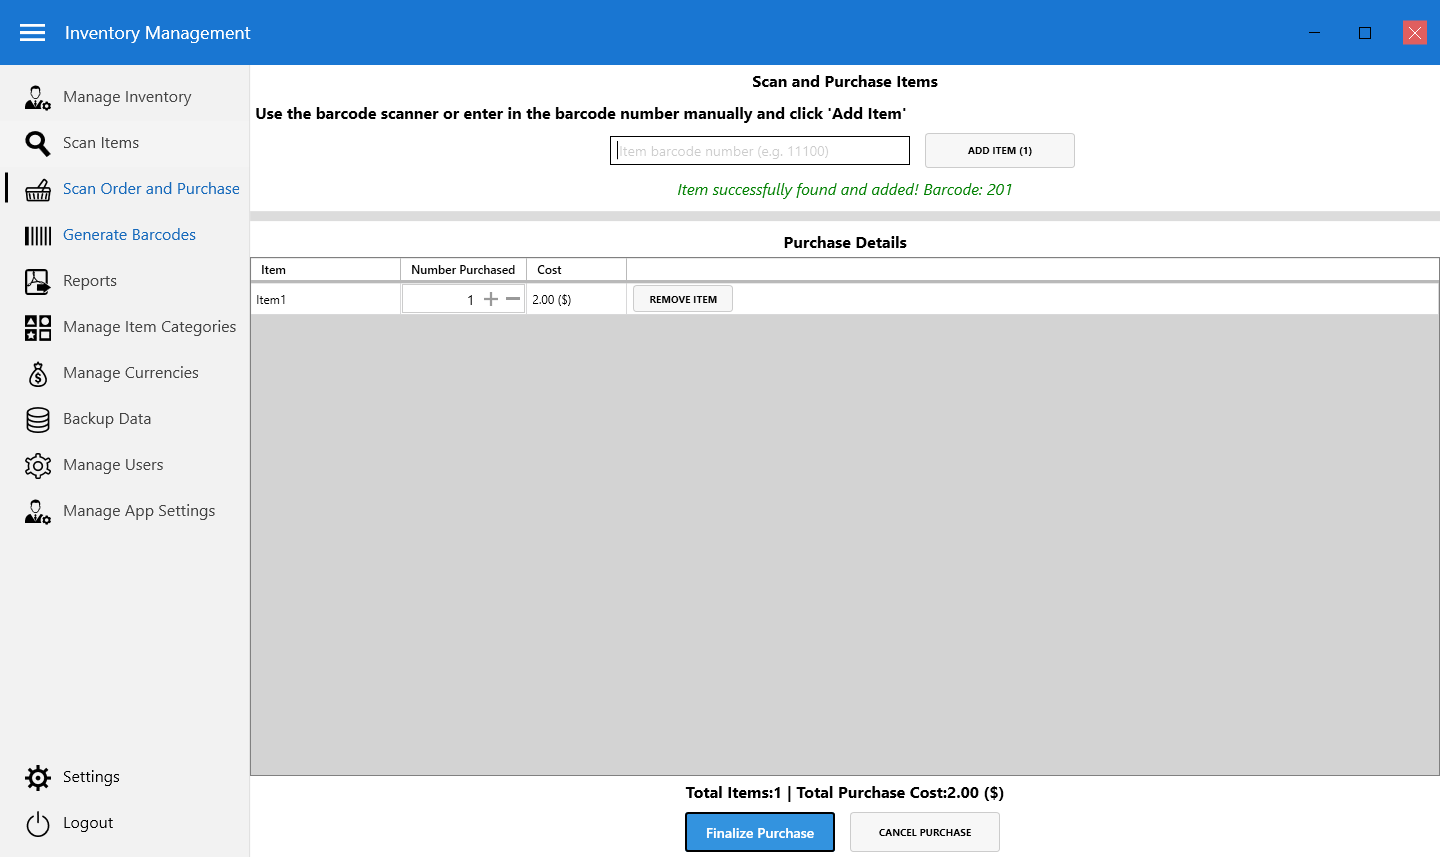 Inventory Management
Manage Inventory
Scan Items
Scan Order and Purchase
Generate Barcodes
Reports
Manage Item Categories
Manage Currencies
Backup Data
Manage Users
Manage App Settings
Settings
Logout
Scan and Purchase Items
Use the barcode scanner or enter in the barcode number manually and click 'Add Item'
Item barcode number (e.g. 11100)
ADD ITEM (1)
Item successfully found and added! Barcode: 201
Purchase Details
Item Number Purchased Cost
Item1 1 2.00 ($) REMOVE ITEM
Total Items:1 | Total Purchase Cost:2.00 ($)
Finalize Purchase CANCEL PURCHASE